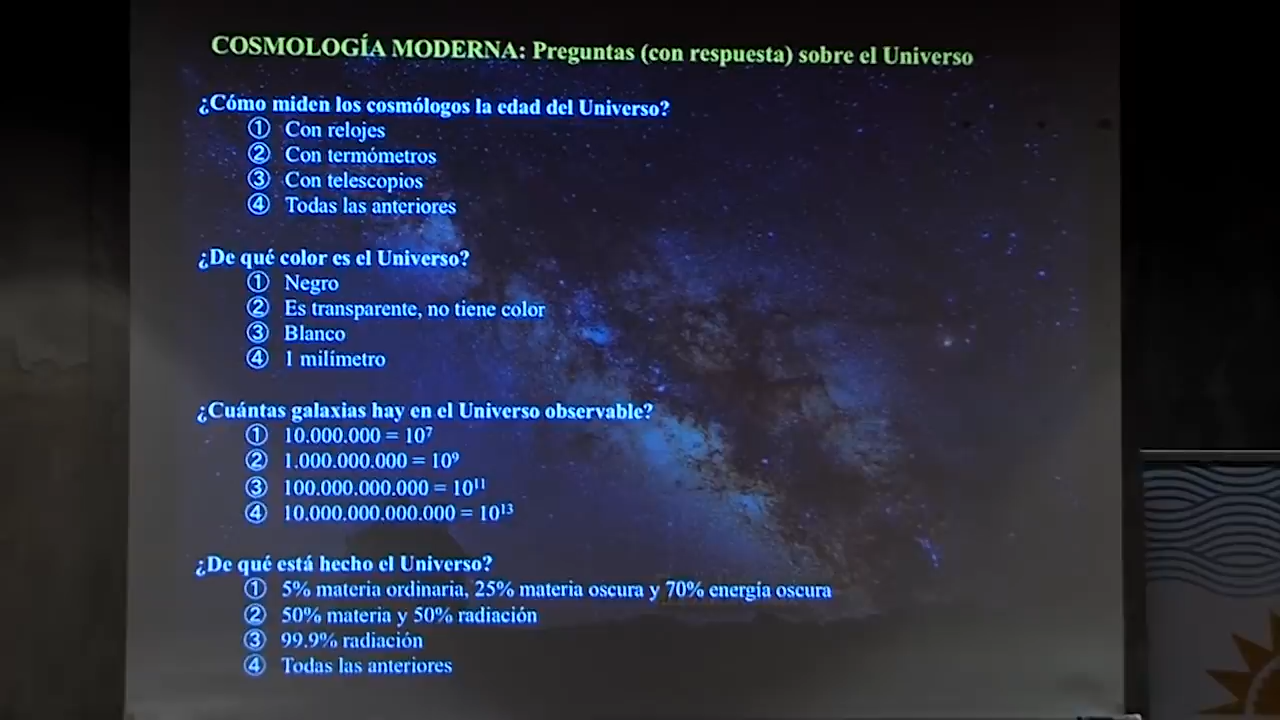 COSMOLOGÍA MODERNA: Preguntas (con respuesta) sobre el Universo
¿Cómo miden los cosmólogos la edad del Universo?
① Con relojes
② Con termómetros
③ Con telescopios
④ Todas las anteriores
¿De qué color es el Universo?
① Negro
② Es transparente, no tiene color
③ Blanco
④ 1 milímetro
¿Cuántas galaxias hay en el Universo observable?
① 10.000.000 = 10⁷
② 1.000.000.000 = 10⁹
③ 100.000.000.000 = 10¹¹
④ 10.000.000.000.000 = 10¹³
¿De qué está hecho el Universo?
① 5% materia ordinaria, 25% materia oscura y 70% energía oscura
② 50% materia y 50% radiación
③ 99.9% radiación
④ Todas las anteriores